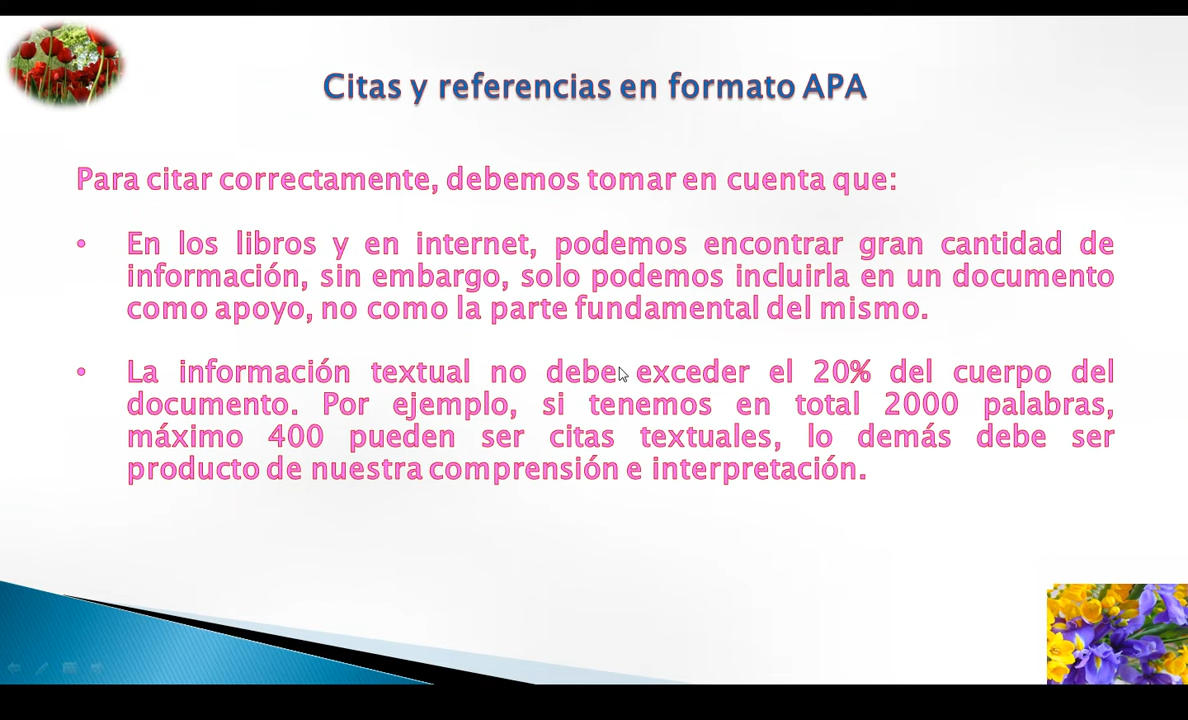 Citas y referencias en formato APA
Para citar correctamente, debemos tomar en cuenta que:
• En los libros y en internet, podemos encontrar gran cantidad de
información, sin embargo, solo podemos incluirla en un documento
como apoyo, no como la parte fundamental del mismo.
• La información textual no debe exceder el 20% del cuerpo del
documento. Por ejemplo, si tenemos en total 2000 palabras,
máximo 400 pueden ser citas textuales, lo demás debe ser
producto de nuestra comprensión e interpretación.